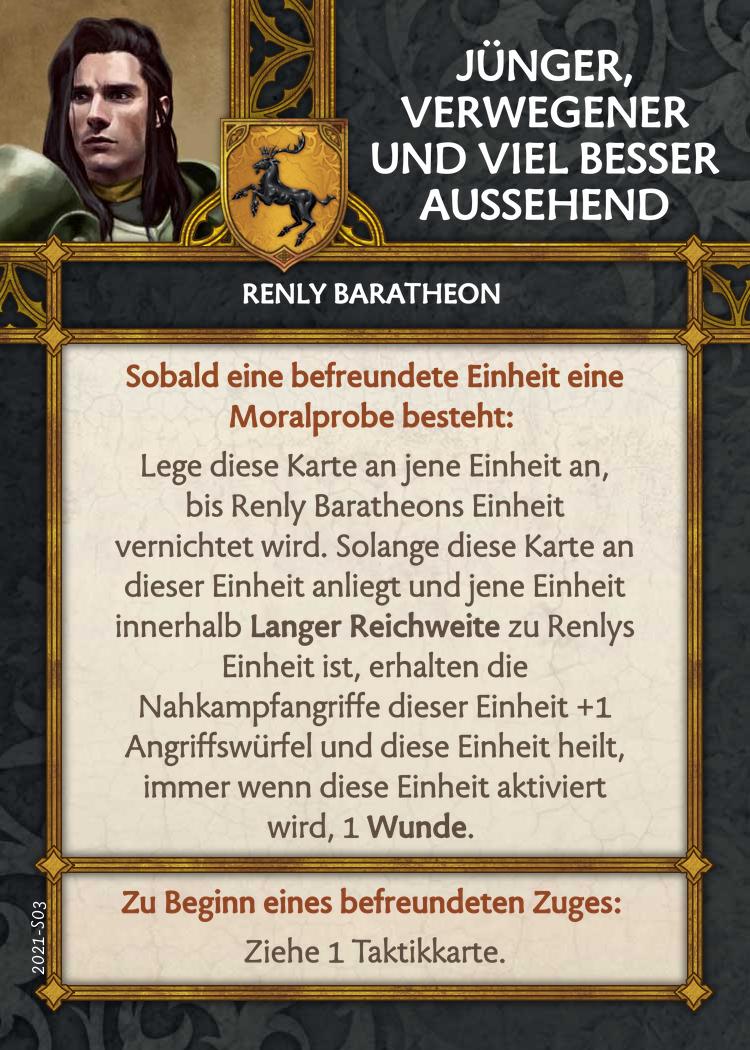 JÜNGER,
VERWEGENER
UND VIEL BESSER
AUSSEHEND
RENLY BARATHEON
Sobald eine befreundete Einheit eine
Moralprobe besteht:
Lege diese Karte an jene Einheit an,
bis Renly Baratheons Einheit
vernichtet wird. Solange diese Karte an
dieser Einheit anliegt und jene Einheit
innerhalb Langer Reichweite zu Renlys
Einheit ist, erhalten die
Nahkampfangriffe dieser Einheit +1
Angriffswürfel und diese Einheit heilt,
immer wenn diese Einheit aktiviert
wird, 1 Wunde.
Zu Beginn eines befreundeten Zuges:
Ziehe 1 Taktikkarte.
2021-S03